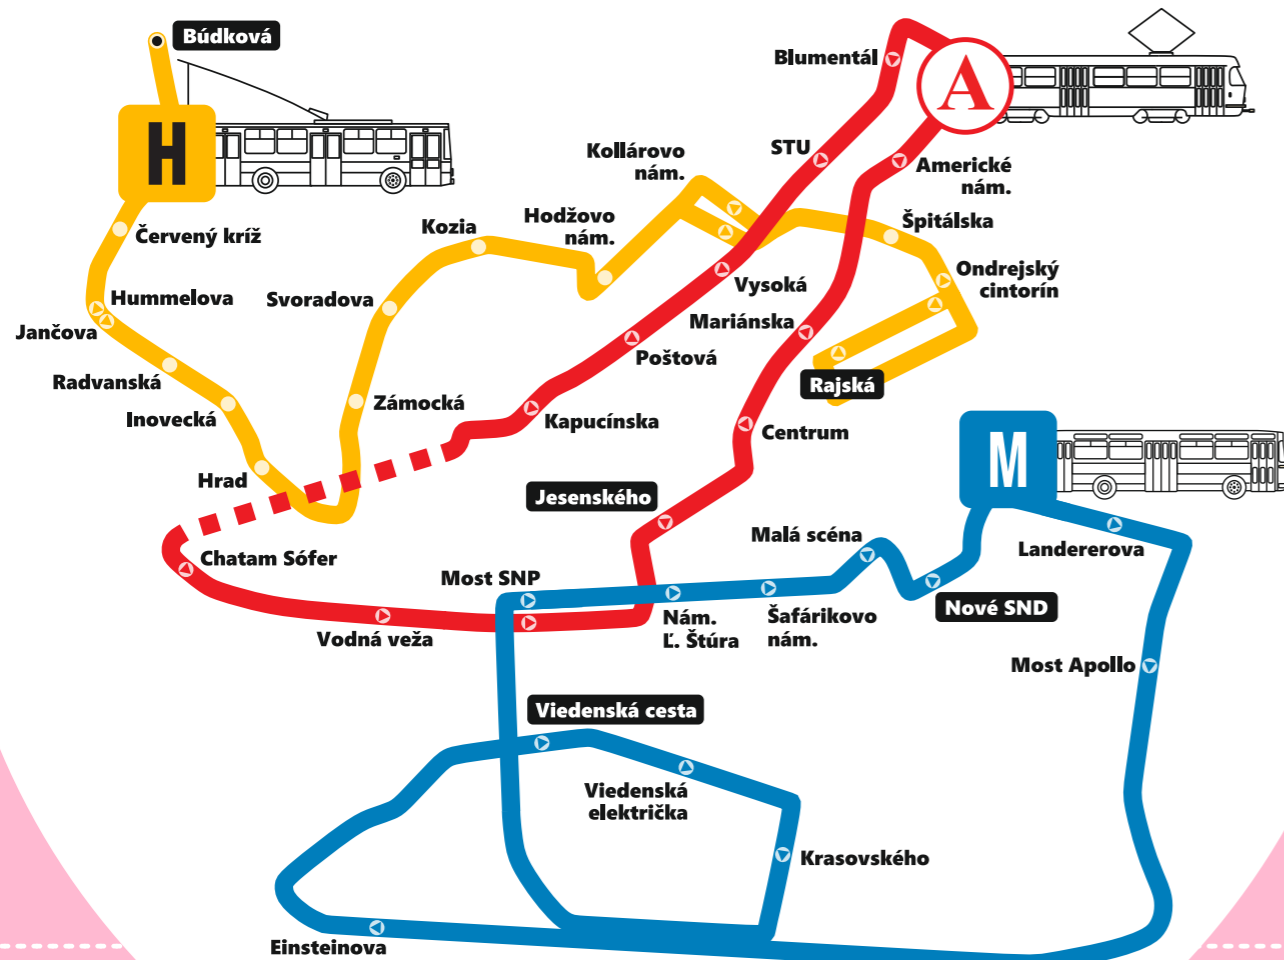 Búdková
Blumentál
A
H
STU
Kollárovo
nám.
Americké
nám.
Hodžovo
nám.
Kozia
Špitálska
Červený kríž
Ondrejský
cintorín
Vysoká
Hummelova
Svoradova
Mariánska
Jančova
Poštová
Radvanská
Rajská
Zámocká
Inovecká
Kapucínska
Centrum
M
Hrad
Jesenského
Malá scéna
Landererova
Chatam Sófer
Most SNP
Nové SND
Nám.
Ľ. Štúra
Šafárikovo
nám.
Vodná veža
Most Apollo
Viedenská cesta
Viedenská
električka
Krasovského
Einsteinova